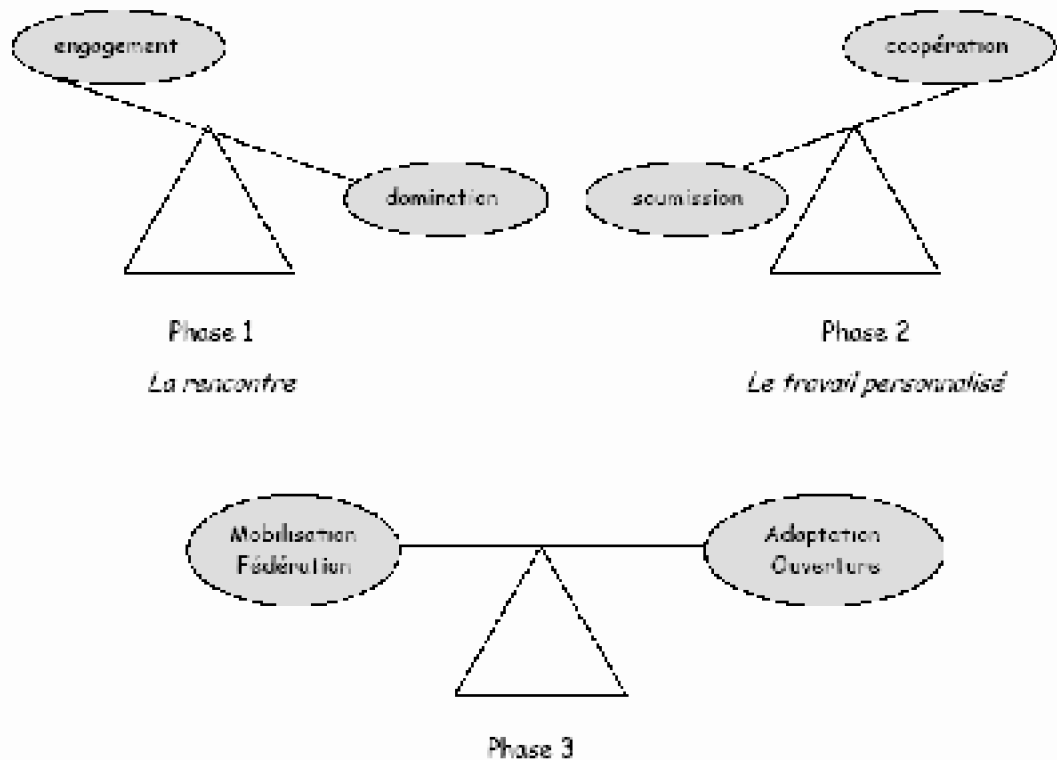 engagement
coopération
domination
soumission
Phase 1
Phase 2
La rencontre
Le travail personnalisé
Mobilisation
Fédération
Adaptation
Ouverture
Phase 3